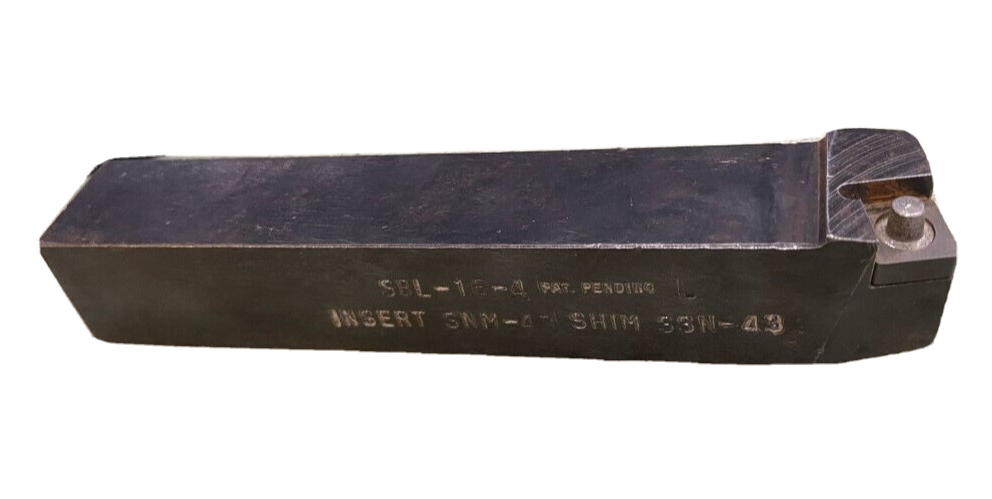 SBL-16-4 PAT. PENDING L
INSERT SNM-43 SHIM SSN-43